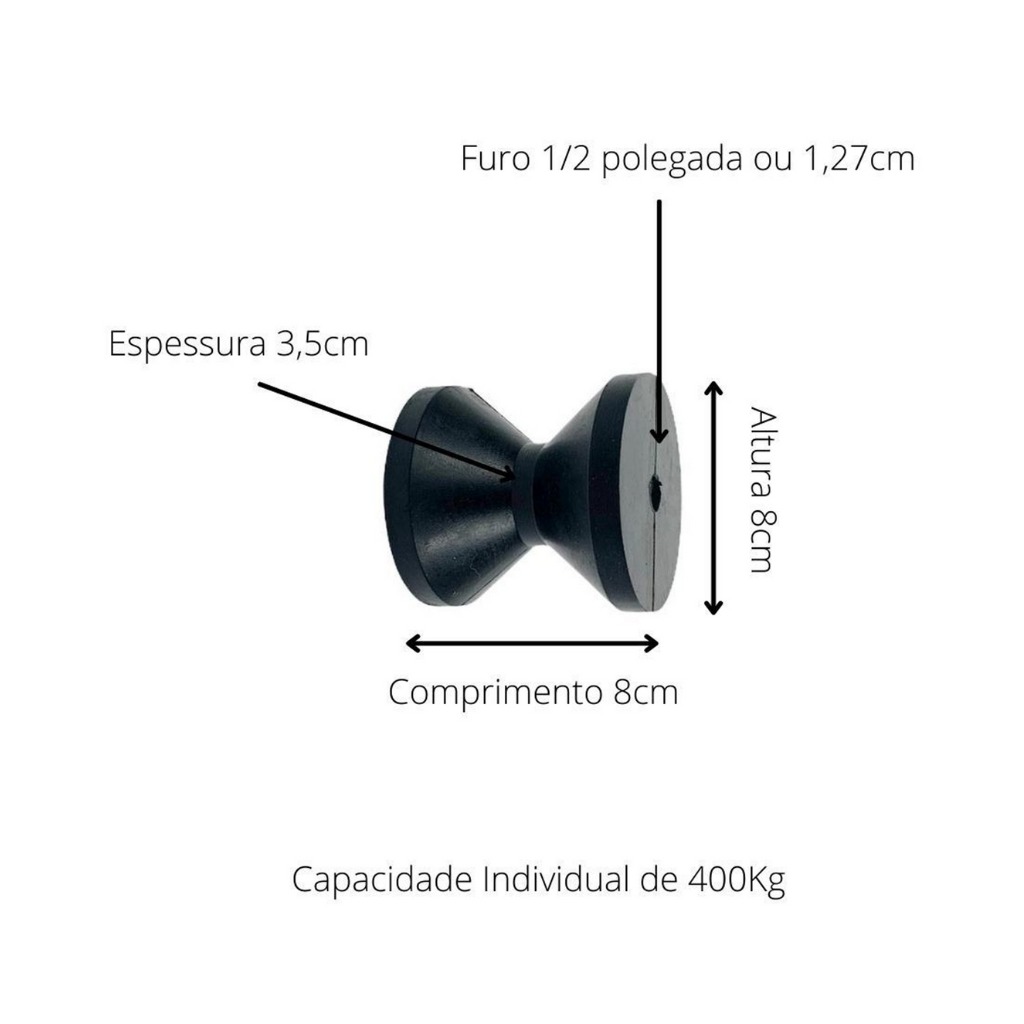 Furo 1/2 polegada ou 1,27cm
Espessura 3,5cm
Altura 8cm
Comprimento 8cm
Capacidade Individual de 400Kg